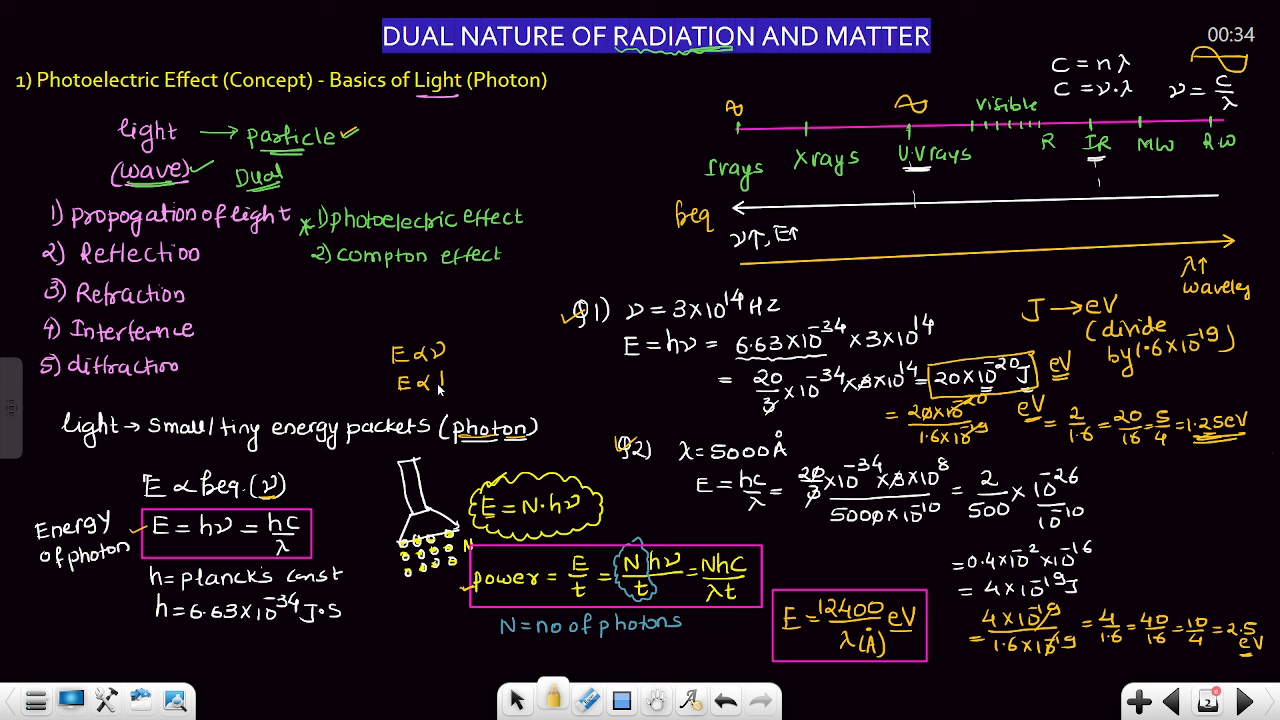 DUAL NATURE OF RADIATION AND MATTER
00:34
1) Photoelectric Effect (Concept) - Basics of Light (Photon)
light → particle ✓
(wave) ✓ Dual
1) propogation of light
2) Reflection
3) Refraction
4) Interfernce
5) diffraction
*1) photoelectric effect
2) compton effect
E ∝ ν
E ∝ 1
light → small/tiny energy packets (photon)
E ∝ freq. (ν)
Energy of photon
E = hν = hc/λ
h = planck's const
h = 6.63×10⁻³⁴ J·S
E = N·hν
N
power = E/t = Nhν/t = NhC/λt
N = no of photons
C = nλ
C = ν·λ
ν = C/λ
Visible
γrays Xrays U.Vrays R IR MW RW
freq
ν↑, E↑
λ↑
Q1) ν = 3×10¹⁴ Hz
E = hν = 6.63×10⁻³⁴ × 3×10¹⁴
= 20/3 ×10⁻³⁴ × 3×10¹⁴ = 20×10⁻²⁰ J
J → eV
(divide by 1.6×10⁻¹⁹)
eV
= 20×10⁻²⁰/1.6×10⁻¹⁹ eV = 2/1.6 = 20/16 = 5/4 = 1.25eV
Q2) λ = 5000Å
E = hc/λ = 20/3 ×10⁻³⁴ × 3×10⁸ / 5000×10⁻¹⁰ = 2/500 × 10⁻²⁶/10⁻¹⁰
= 0.4×10⁻² ×10⁻¹⁶
= 4×10⁻¹⁹ J
= 4×10⁻¹⁹/1.6×10⁻¹⁹ = 4/1.6 = 40/16 = 10/4 = 2.5 eV
E = 12400/λ(Å) eV
2